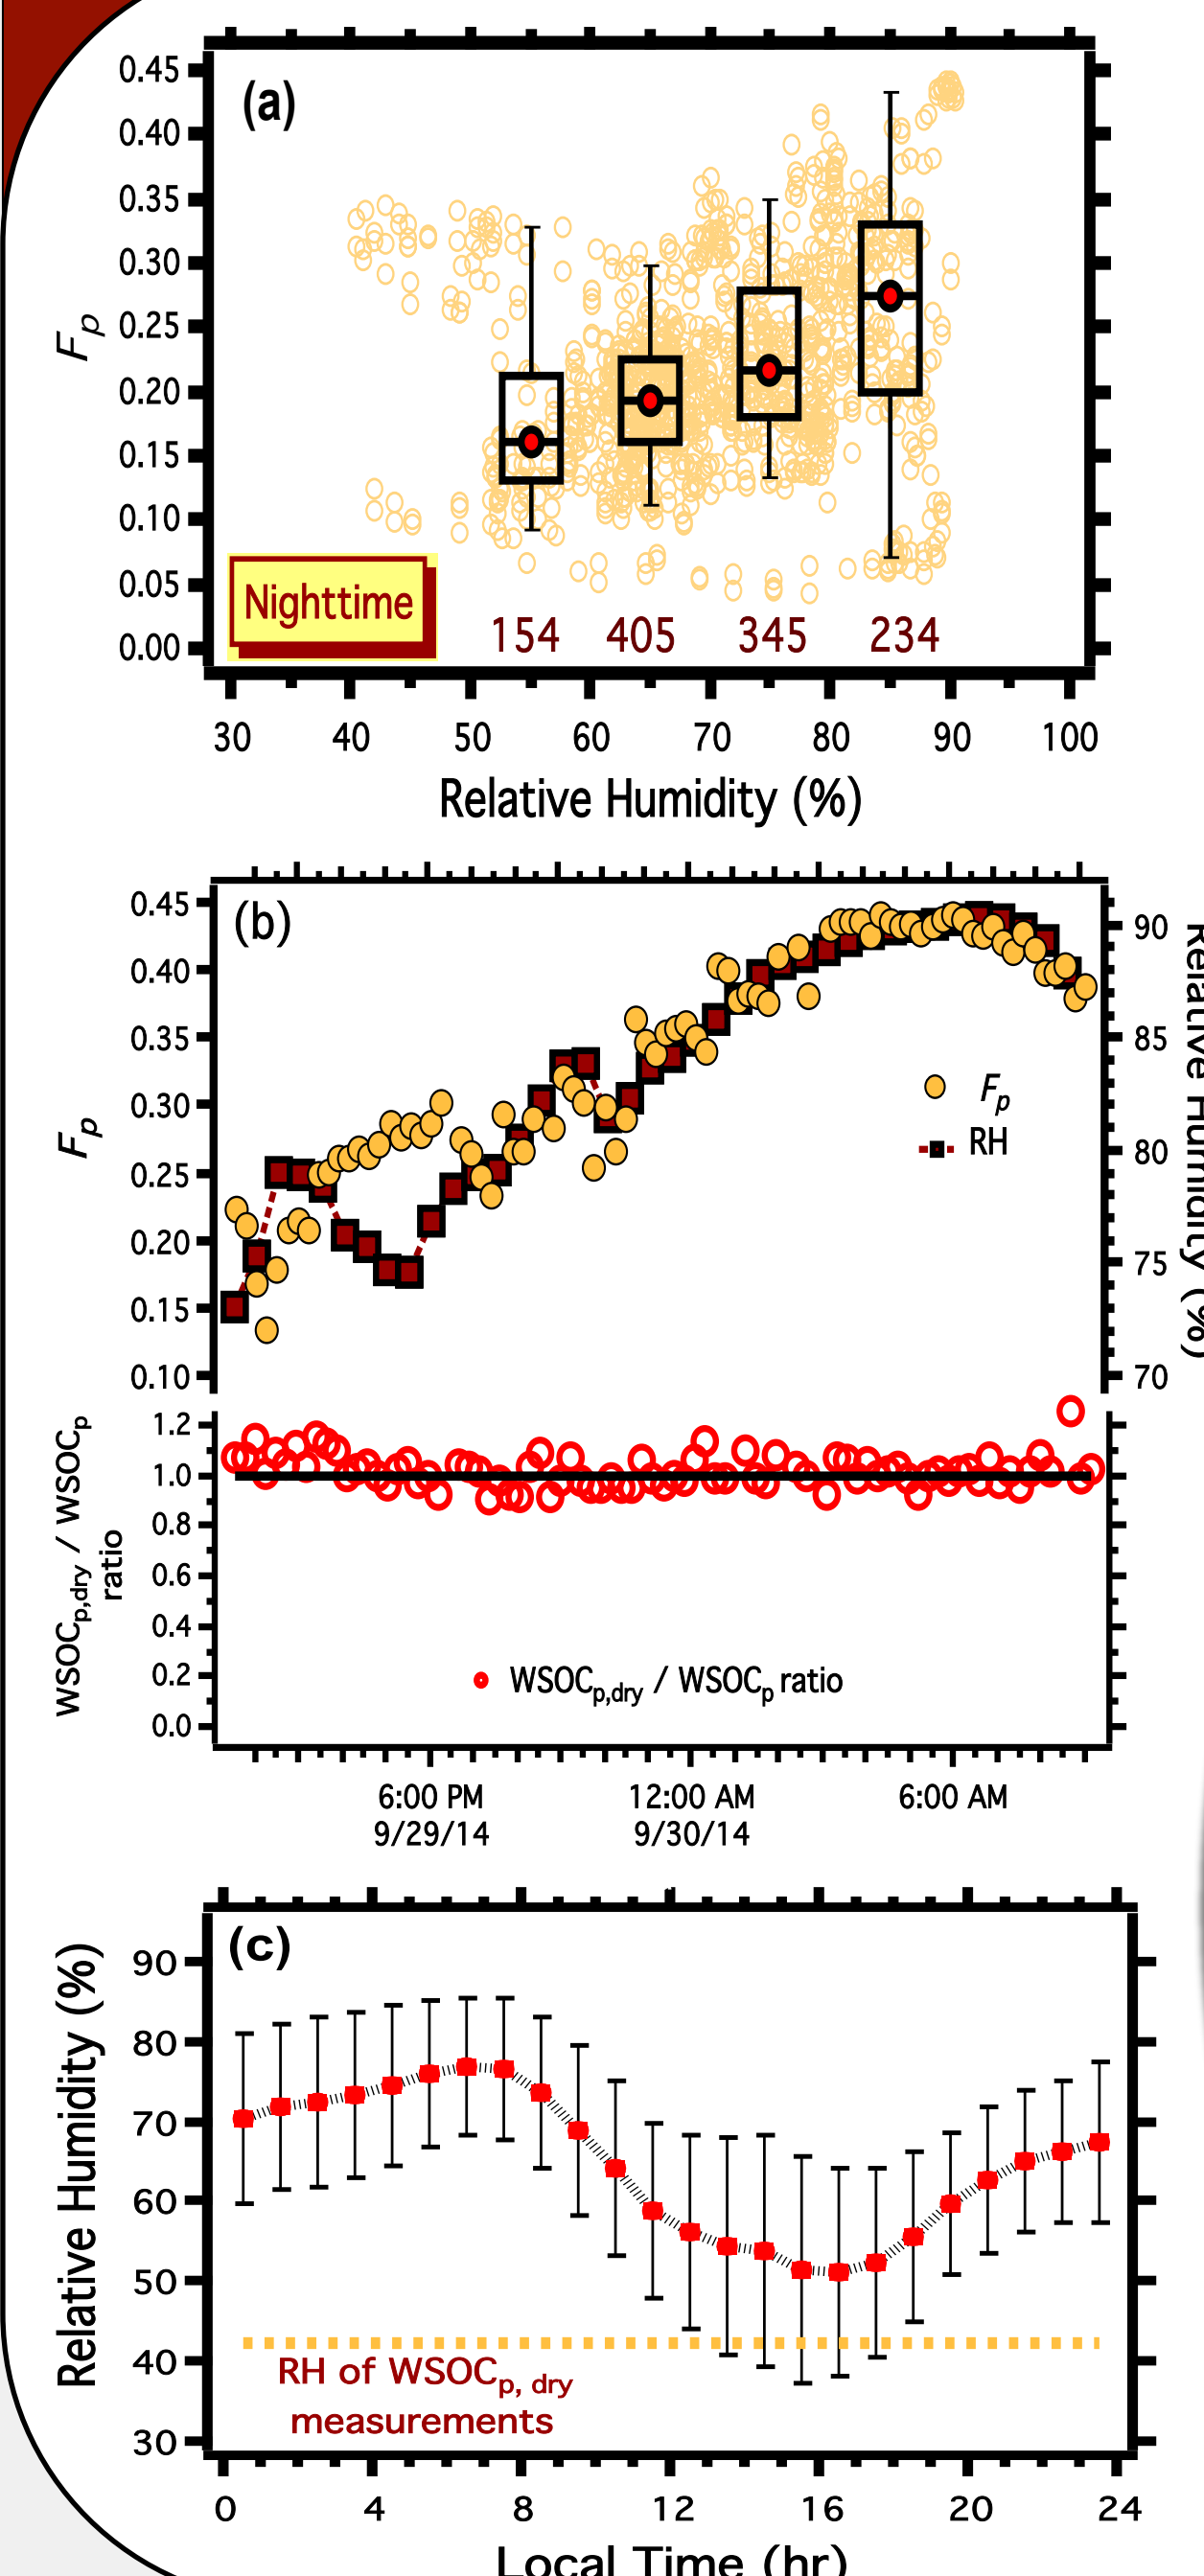 (a)
0.45
0.40
0.35
0.30
0.25
0.20
0.15
0.10
0.05
0.00
Fp
Nighttime
154 405 345 234
30 40 50 60 70 80 90 100
Relative Humidity (%)
(b)
0.45
0.40
0.35
0.30
0.25
0.20
0.15
0.10
Fp
90
85
80
75
70
Relative Humidity (%)
Fp
RH
1.2
1.0
0.8
0.6
0.4
0.2
0.0
WSOCp,dry / WSOCp
ratio
WSOCp,dry / WSOCp ratio
6:00 PM 12:00 AM 6:00 AM
9/29/14 9/30/14
(c)
90
80
70
60
50
40
30
Relative Humidity (%)
RH of WSOCp, dry
measurements
0 4 8 12 16 20 24
Local Time (hr)